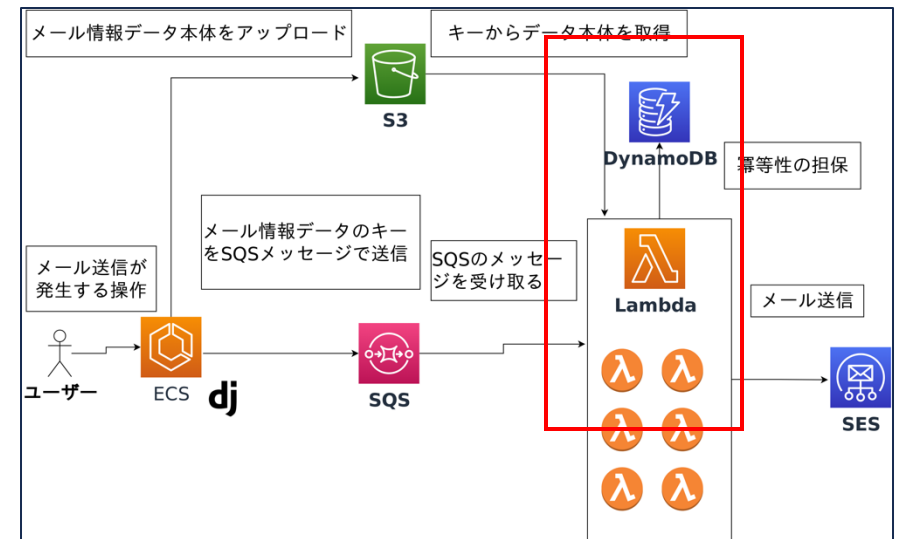 メール情報データ本体をアップロード
キーからデータ本体を取得
S3
DynamoDB
冪等性の担保
メール情報データのキー
をSQSメッセージで送信
SQSのメッセー
ジを受け取る
メール送信が
発生する操作
Lambda
メール送信
ユーザー
ECS
dj
SQS
SES